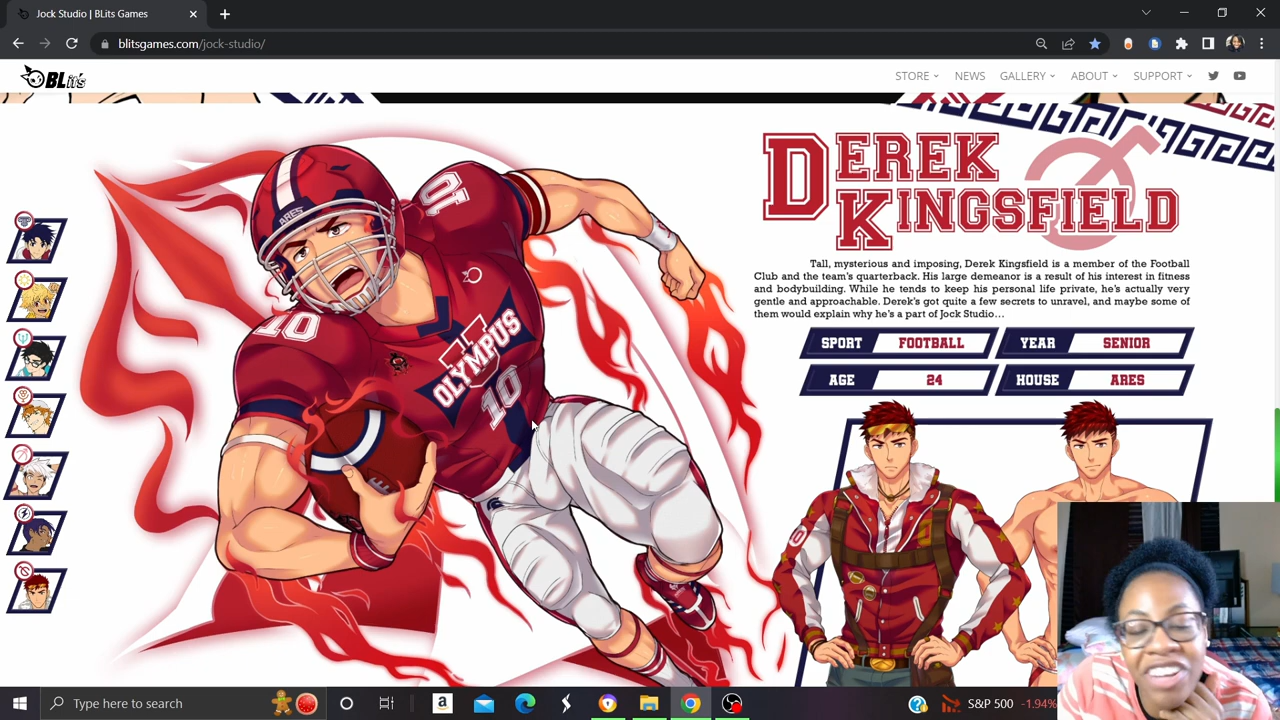 Jock Studio | BLits Games
blitsgames.com/jock-studio/
BLits
STORE NEWS GALLERY ABOUT SUPPORT
DEREK
KINGSFIELD
Tall, mysterious and imposing, Derek Kingsfield is a member of the Football
Club and the team's quarterback. His large demeanor is a result of his interest in fitness
and bodybuilding. While he tends to keep his personal life private, he's actually very
gentle and approachable. Derek's got quite a few secrets to unravel, and maybe some of
them would explain why he's a part of Jock Studio...
SPORT FOOTBALL YEAR SENIOR
AGE 24 HOUSE ARES
ARES
10
10
U
OLYMPUS
10
10
Type here to search
S&P 500 -1.94%